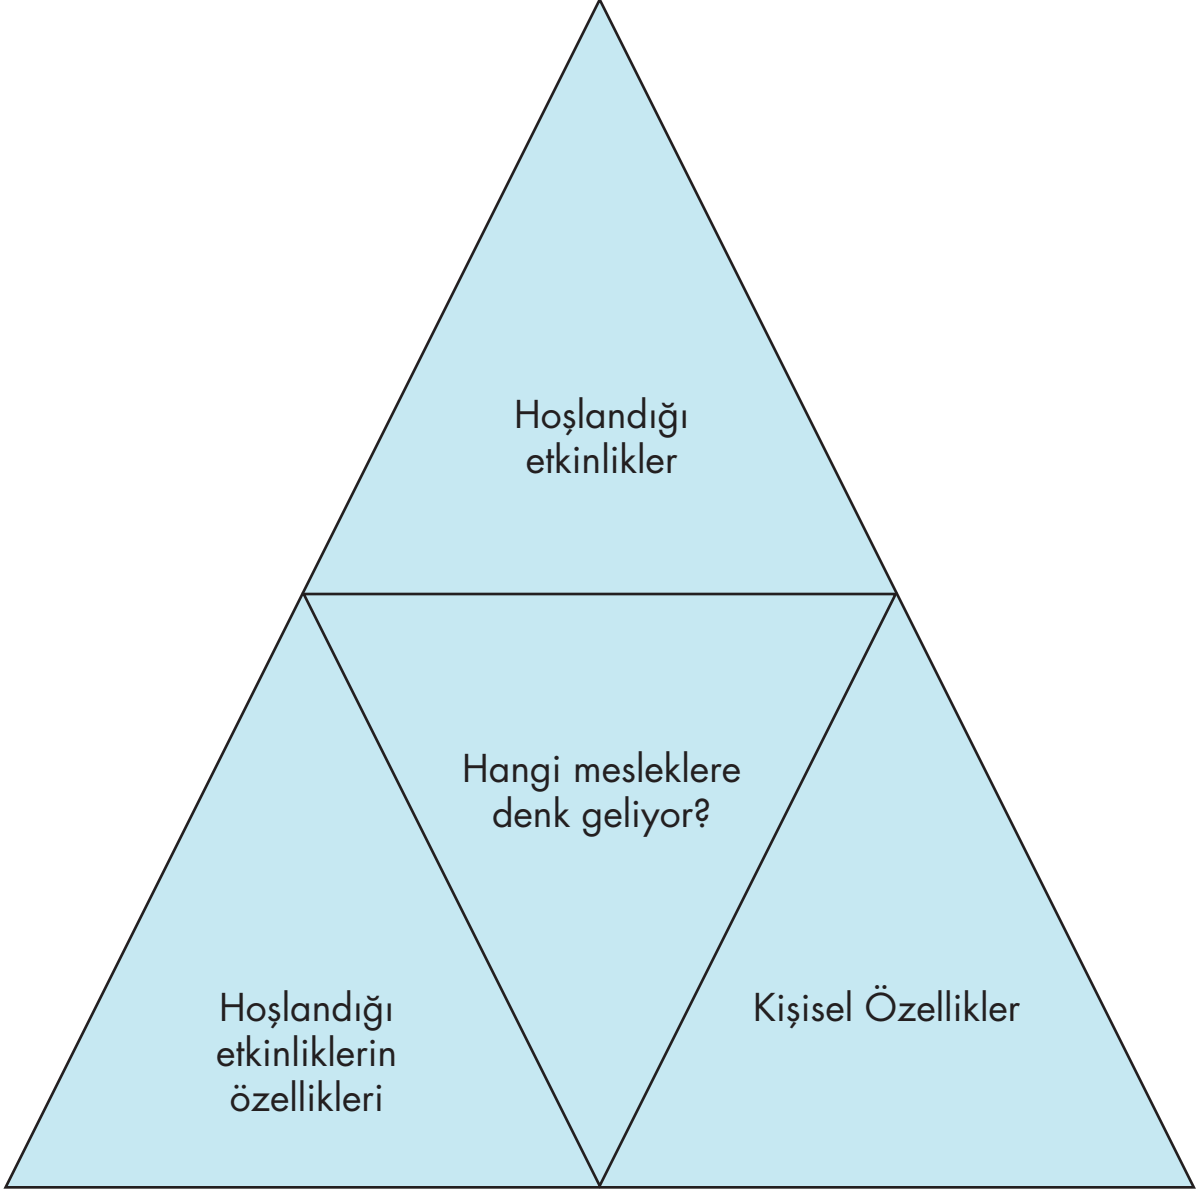 Hoşlandığı
etkinlikler
Hangi mesleklere
denk geliyor?
Hoşlandığı
etkinliklerin
özellikleri
Kişisel Özellikler